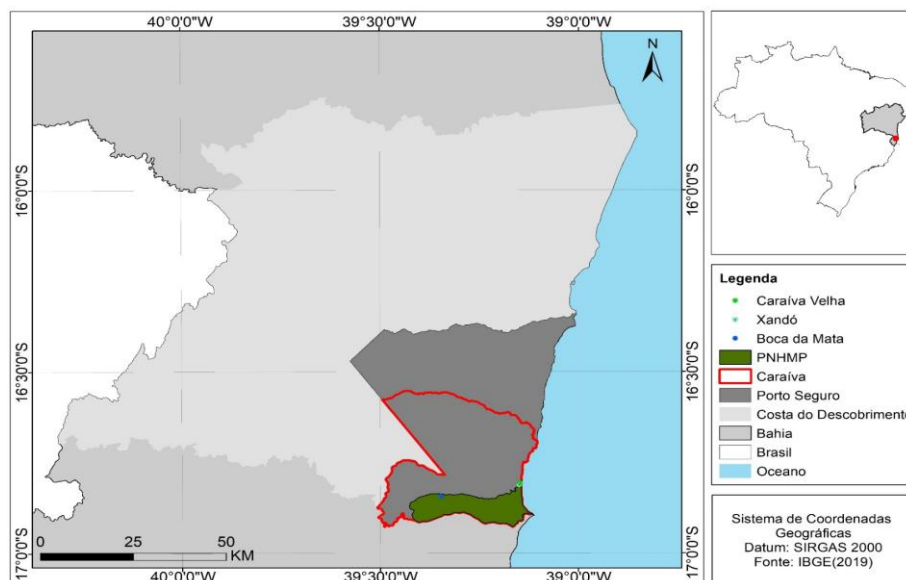 40°0'0"W 39°30'0"W 39°0'0"W
N
16°0'0"S 16°0'0"S
16°30'0"S 16°30'0"S
17°0'0"S 17°0'0"S
0 25 50
KM
40°0'0"W 39°30'0"W 39°0'0"W
Legenda
Caraíva Velha
Xandó
Boca da Mata
PNHMP
Caraíva
Porto Seguro
Costa do Descobrimento
Bahia
Brasil
Oceano
Sistema de Coordenadas
Geográficas
Datum: SIRGAS 2000
Fonte: IBGE(2019)